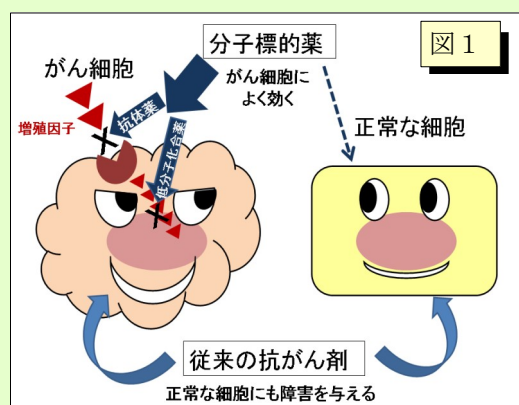 図1
分子標的薬
がん細胞に
よく効く
がん細胞
増殖因子
抗体薬
低分子化合薬
正常な細胞
従来の抗がん剤
正常な細胞にも障害を与える